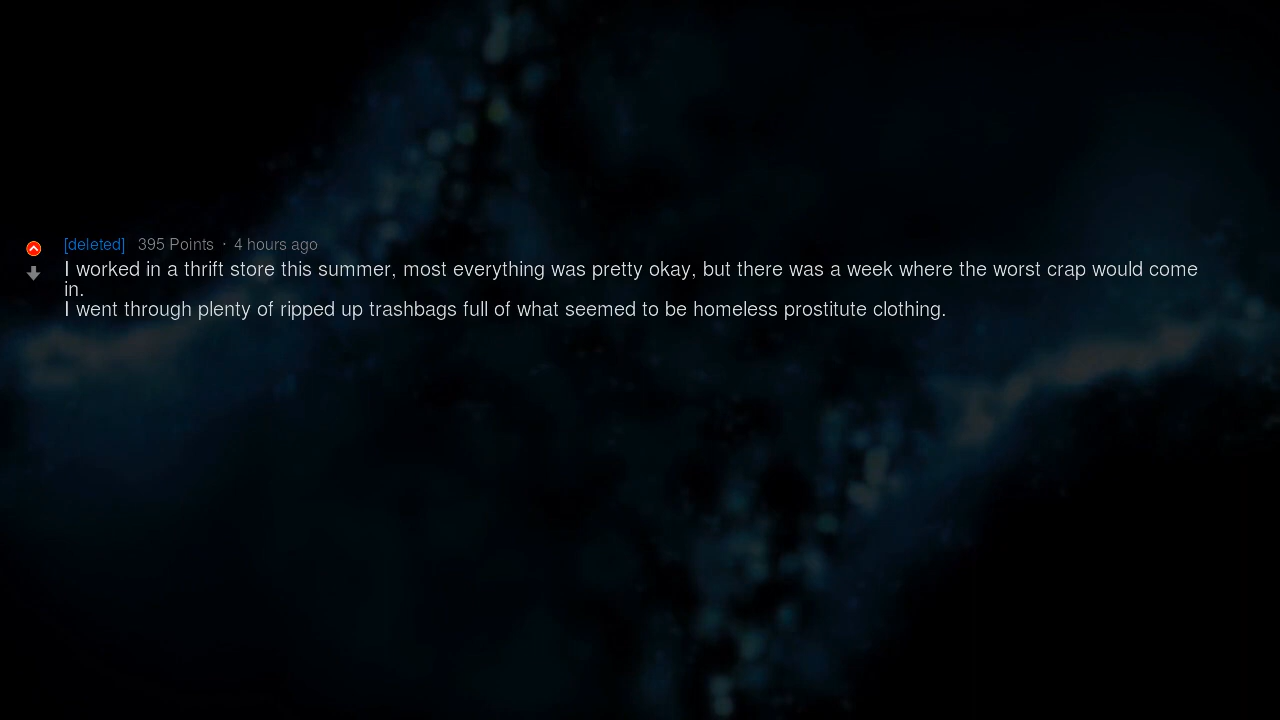 [deleted] 395 Points · 4 hours ago
I worked in a thrift store this summer, most everything was pretty okay, but there was a week where the worst crap would come
in.
I went through plenty of ripped up trashbags full of what seemed to be homeless prostitute clothing.